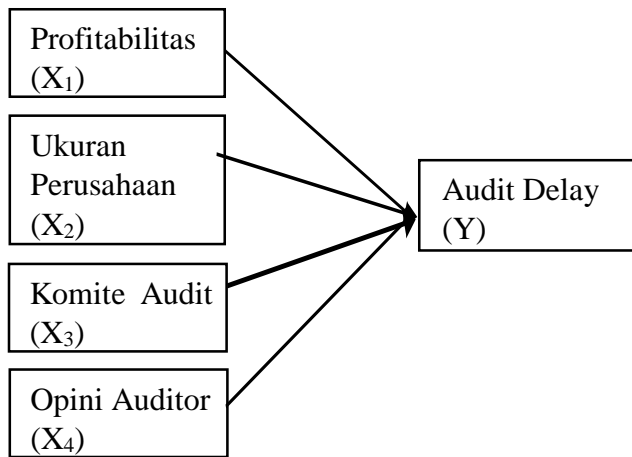 Profitabilitas
(X₁)
Ukuran
Perusahaan
(X₂)
Komite Audit
(X₃)
Opini Auditor
(X₄)
Audit Delay
(Y)